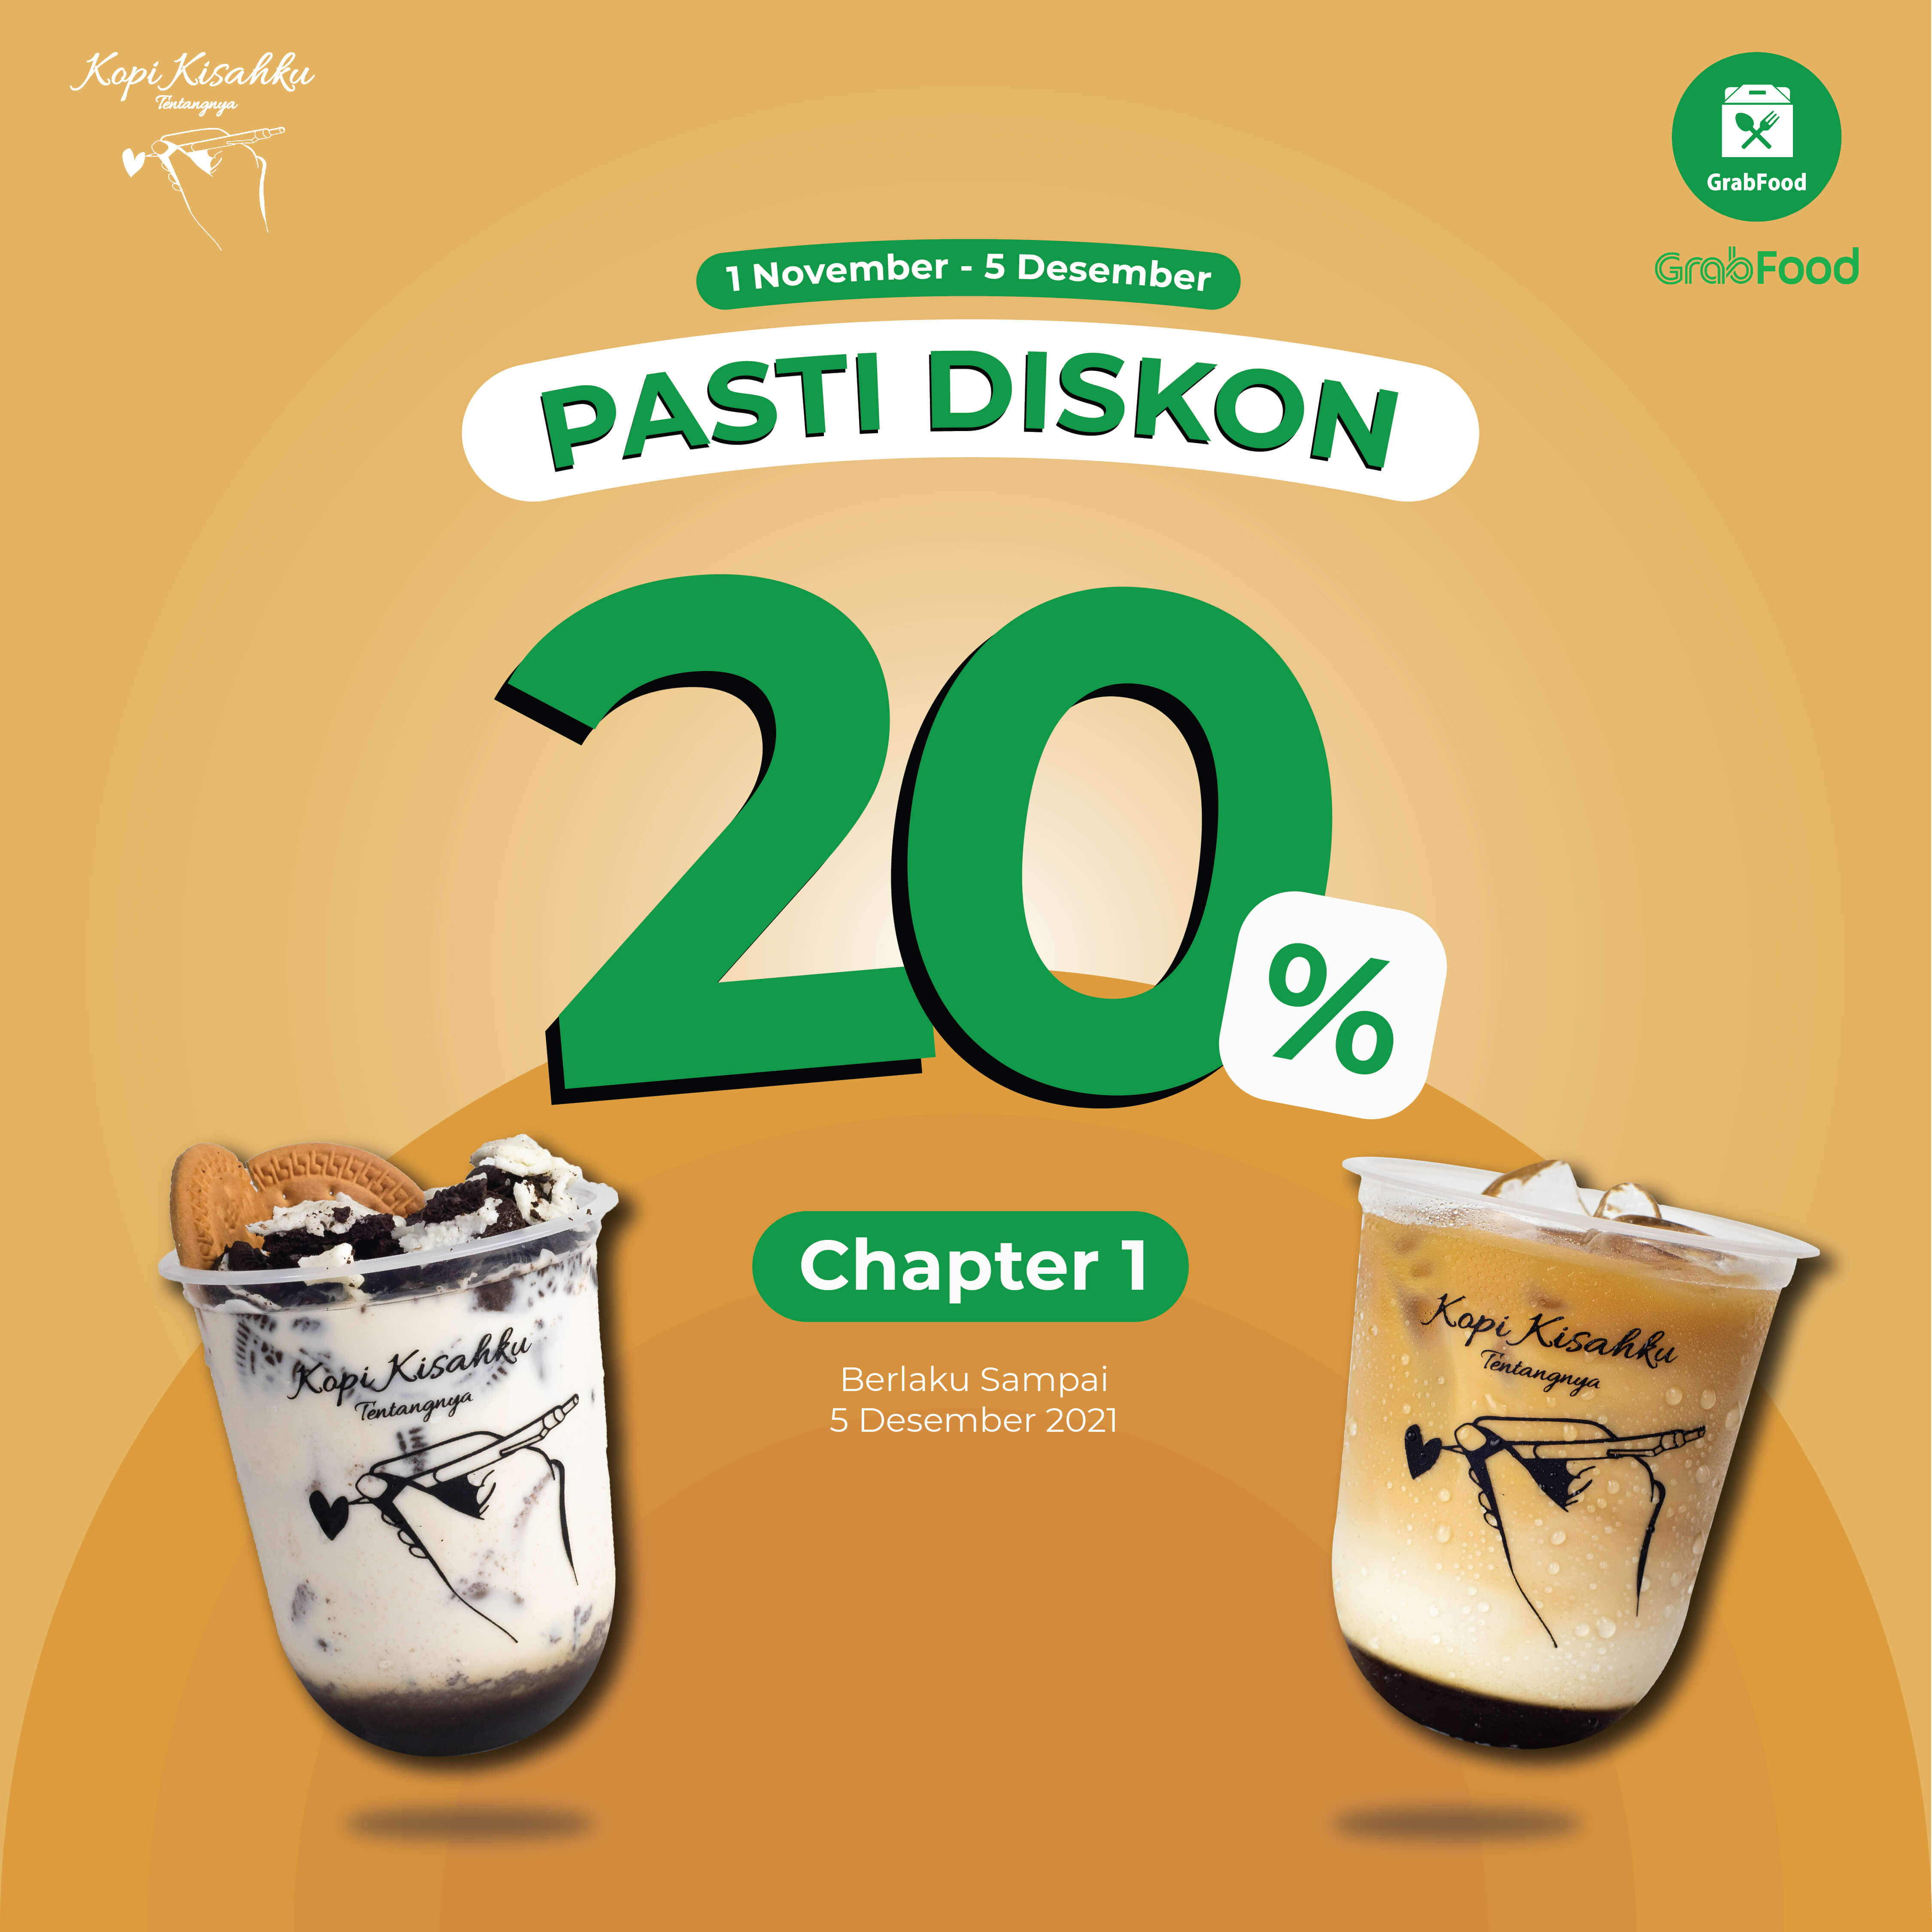 Kopi Kisahku
Tentangnya
GrabFood
GrabFood
1 November - 5 Desember
PASTI DISKON
20
%
Chapter 1
Berlaku Sampai
5 Desember 2021
Kopi Kisahku
Tentangnya
Kopi Kisahku
Tentangnya